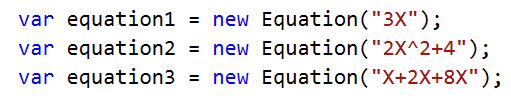 var equation1 = new Equation("3X");
var equation2 = new Equation("2X^2+4");
var equation3 = new Equation("X+2X+8X");